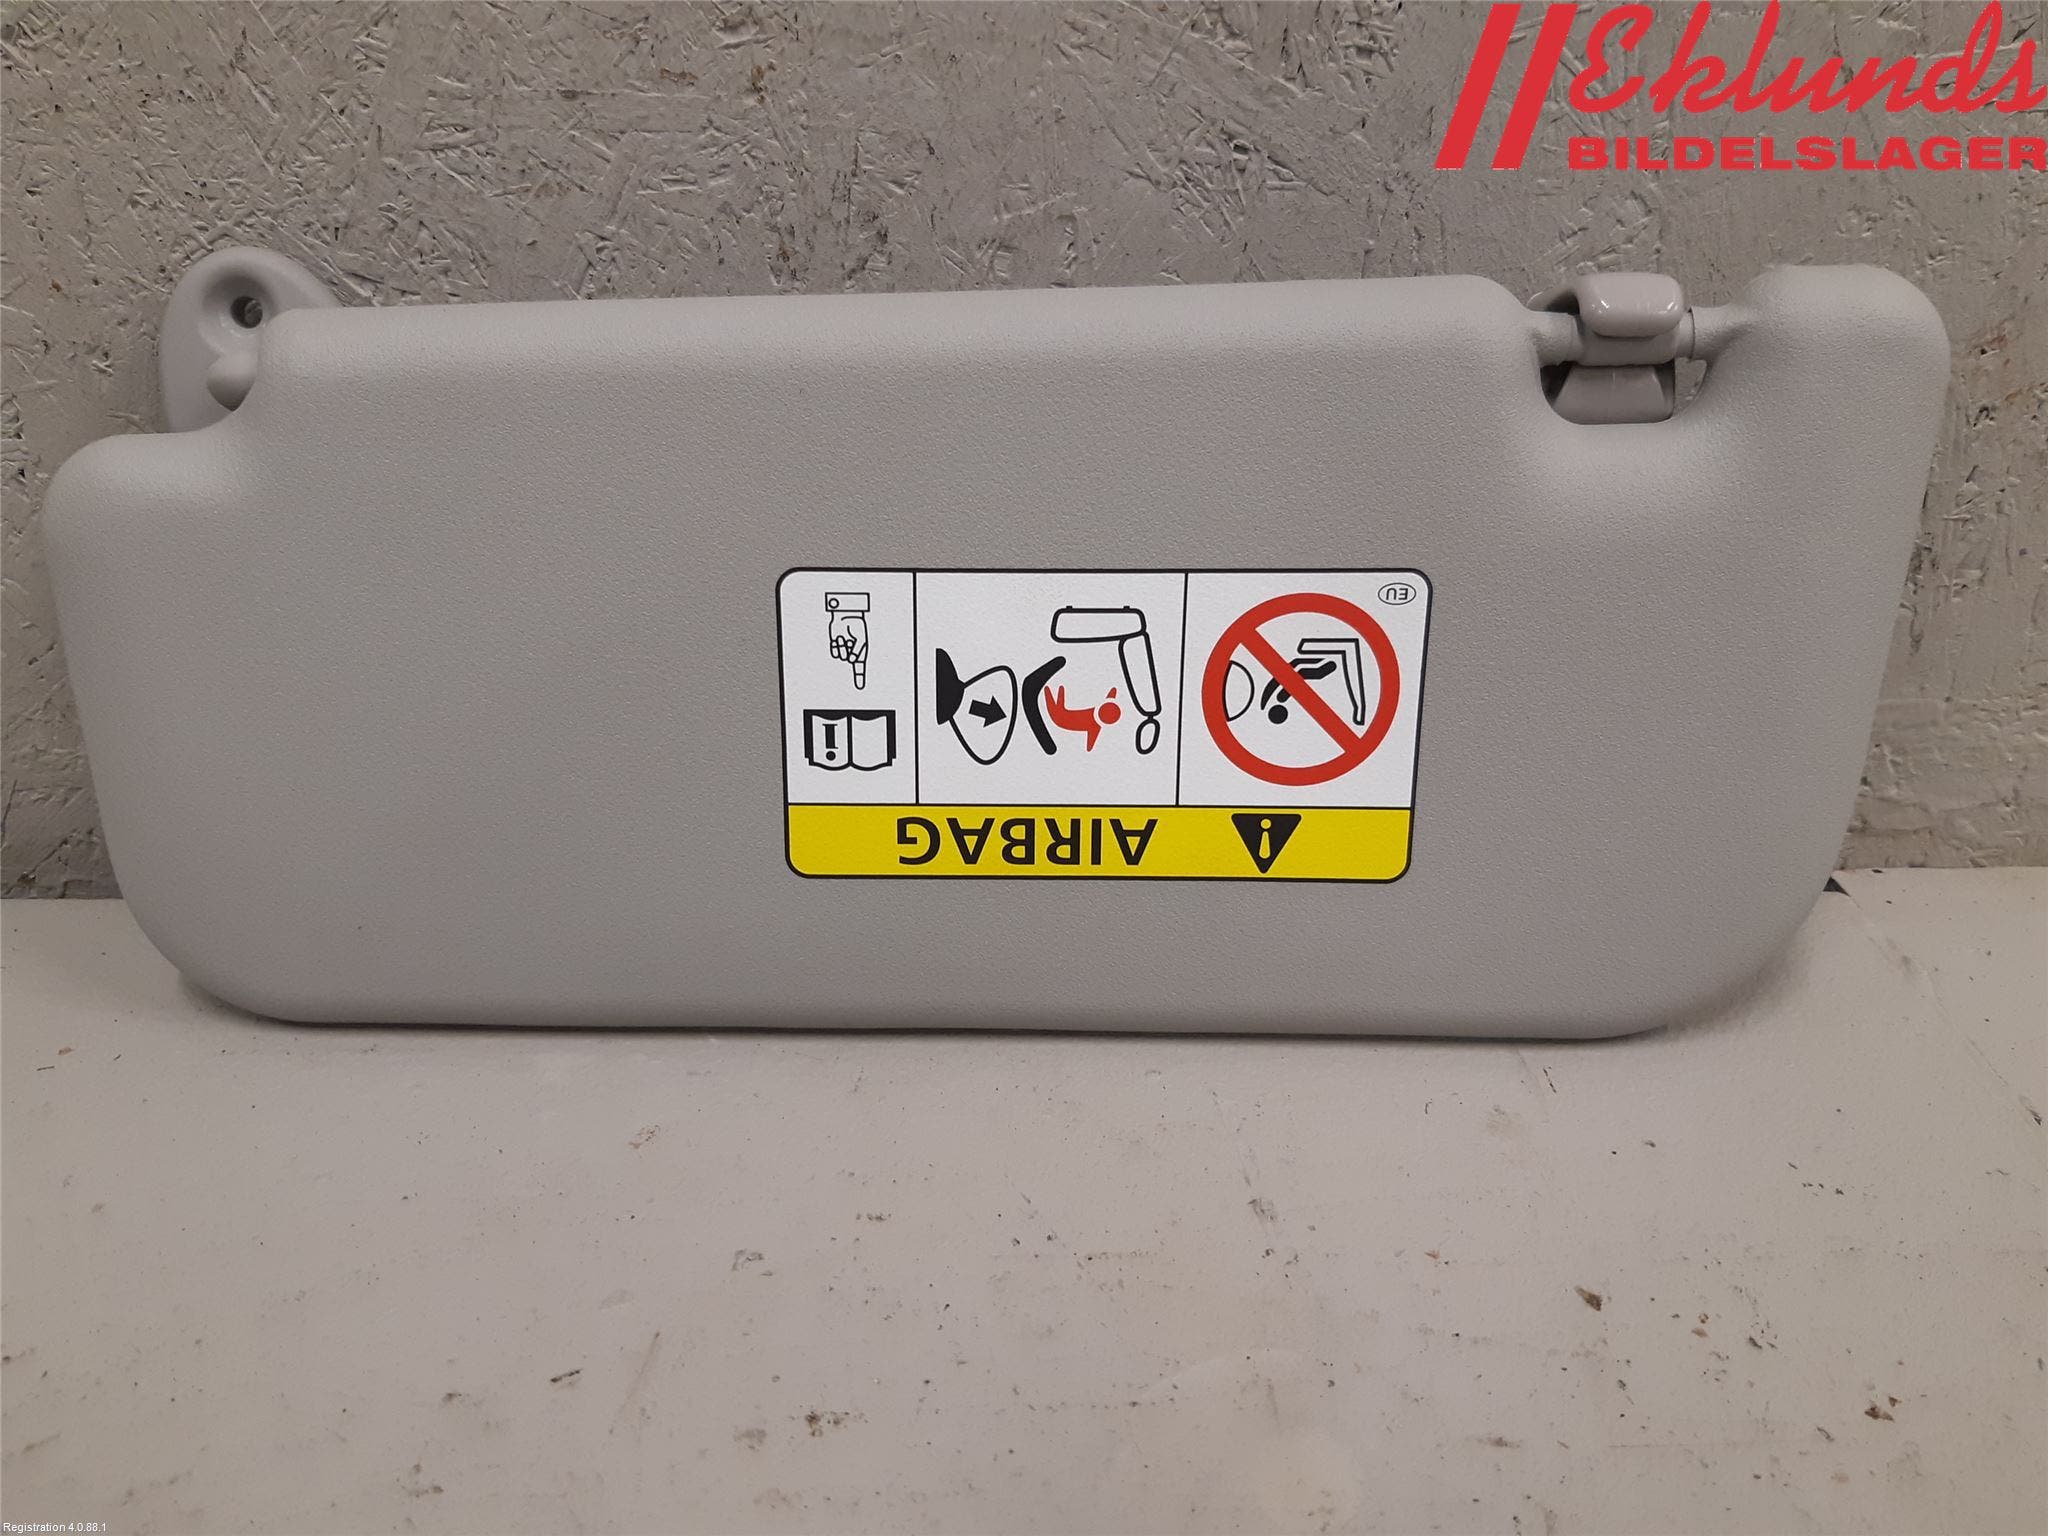 Eklunds
BILDELSLAGER
EU
AIRBAG
Registration 4.0.88.1